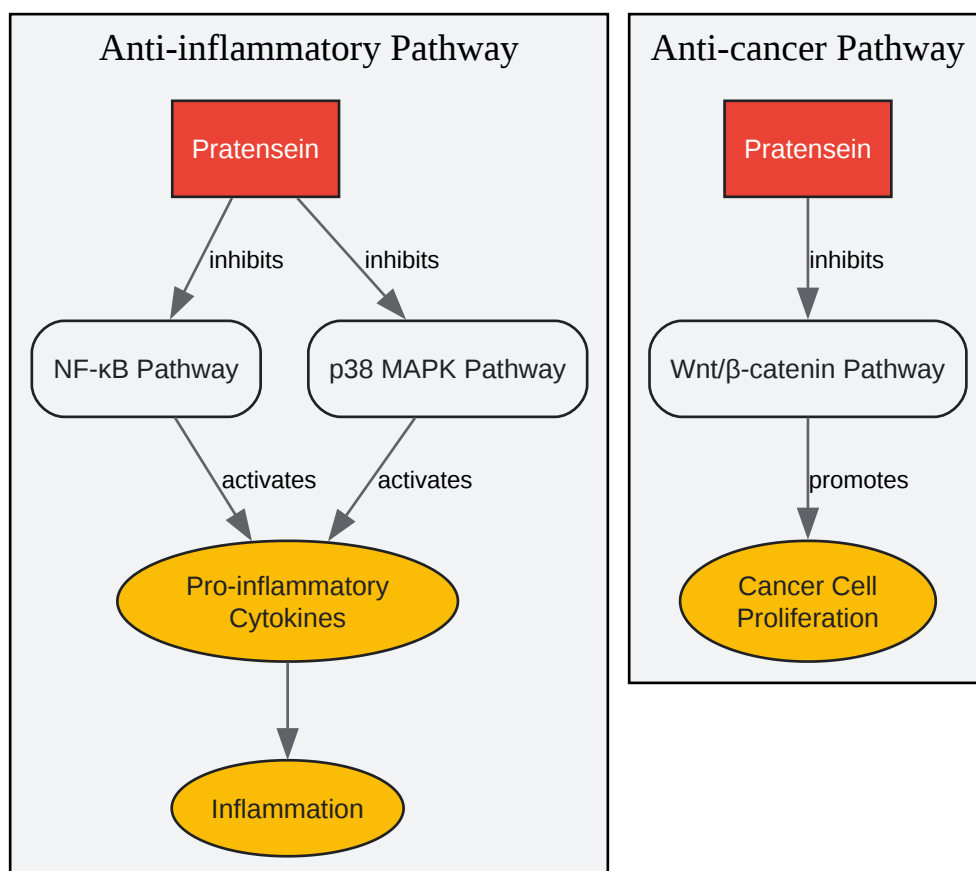 Anti-inflammatory Pathway
Pratensein
inhibits
inhibits
NF-κB Pathway
p38 MAPK Pathway
activates
activates
Pro-inflammatory
Cytokines
Inflammation
Anti-cancer Pathway
Pratensein
inhibits
Wnt/β-catenin Pathway
promotes
Cancer Cell
Proliferation